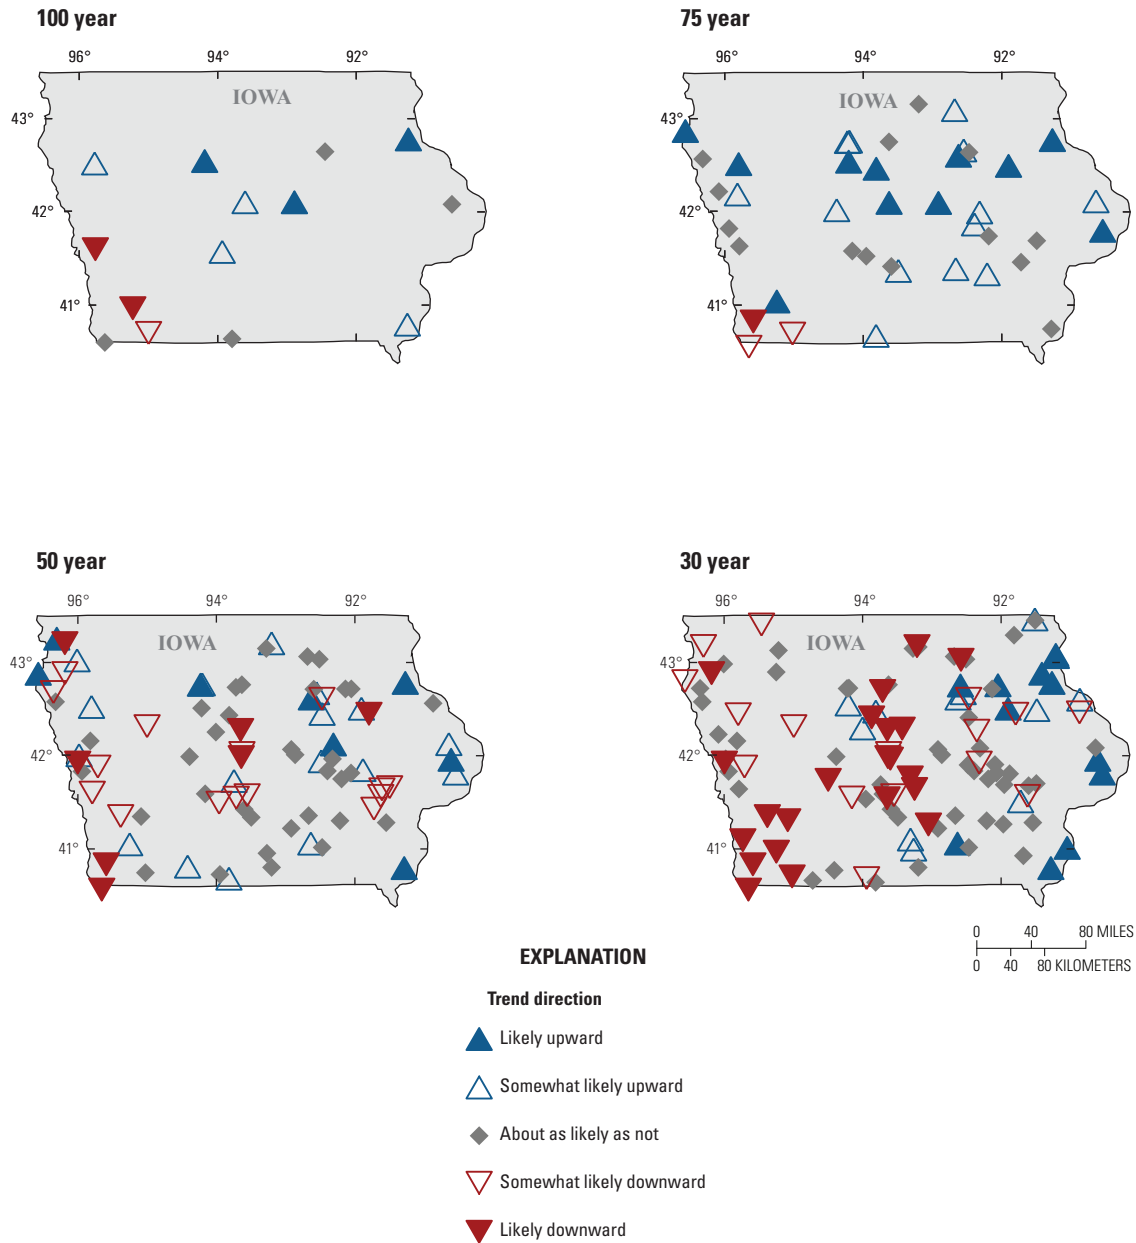 100 year
75 year
96° 94° 92°
96° 94° 92°
IOWA
IOWA
43°
43°
42°
42°
41°
41°
50 year
30 year
96° 94° 92°
96° 94° 92°
IOWA
IOWA
43°
43°
42°
42°
41°
41°
0 40 80 MILES
0 40 80 KILOMETERS
EXPLANATION
Trend direction
Likely upward
Somewhat likely upward
About as likely as not
Somewhat likely downward
Likely downward